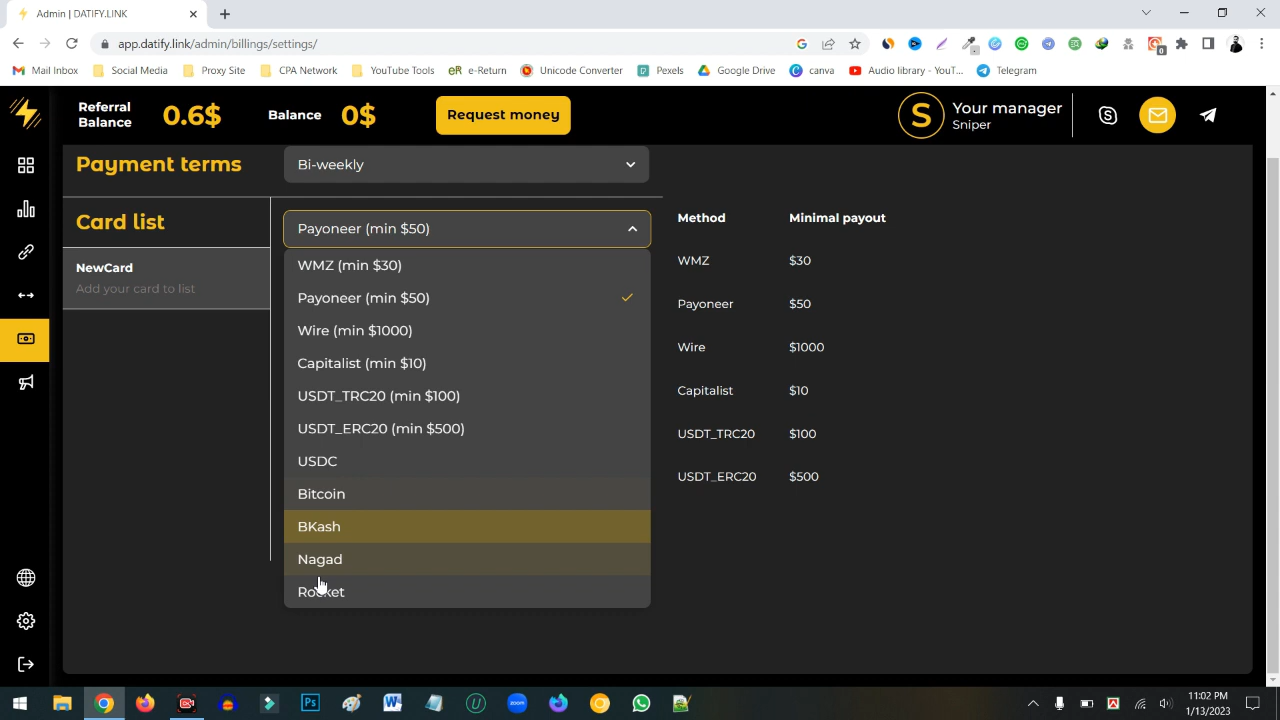 Admin | DATIFY.LINK
app.datify.link/admin/billings/settings/
Mail Inbox
Social Media
Proxy Site
CPA Network
YouTube Tools
eR e-Return
Unicode Converter
Pexels
Google Drive
canva
Audio library - YouT...
Telegram
Referral
Balance
0.6$
Balance
0$
Request money
S
Your manager
Sniper
Payment terms
Bi-weekly
Card list
NewCard
Add your card to list
Payoneer (min $50)
WMZ (min $30)
Payoneer (min $50)
Wire (min $1000)
Capitalist (min $10)
USDT_TRC20 (min $100)
USDT_ERC20 (min $500)
USDC
Bitcoin
BKash
Nagad
Rocket
Method Minimal payout
WMZ $30
Payoneer $50
Wire $1000
Capitalist $10
USDT_TRC20 $100
USDT_ERC20 $500
11:02 PM
1/13/2023